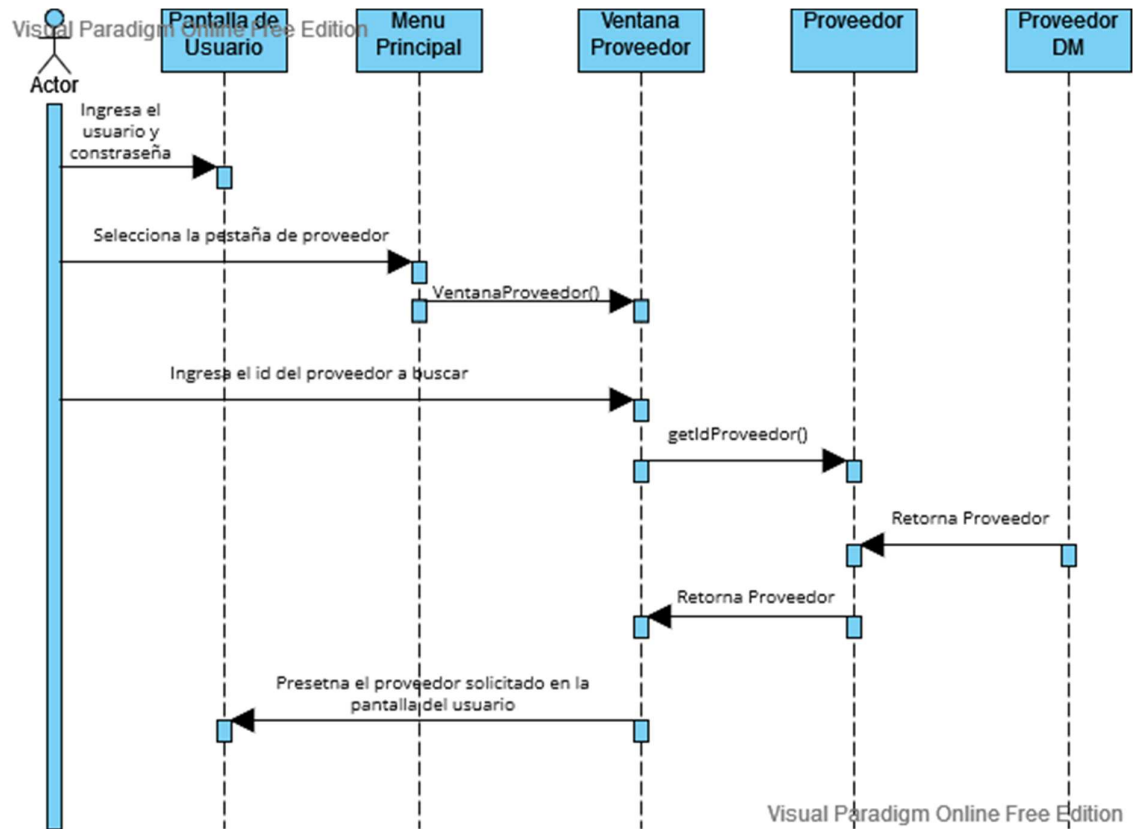 Visual Paradigm Online Free Edition
Actor
Pantalla de
Usuario
Menu
Principal
Ventana
Proveedor
Proveedor
Proveedor
DM
Ingresa el
usuario y
constraseña
Selecciona la pestaña de proveedor
VentanaProveedor()
Ingresa el id del proveedor a buscar
getIdProveedor()
Retorna Proveedor
Retorna Proveedor
Presetna el proveedor solicitado en la
pantalla del usuario
Visual Paradigm Online Free Edition